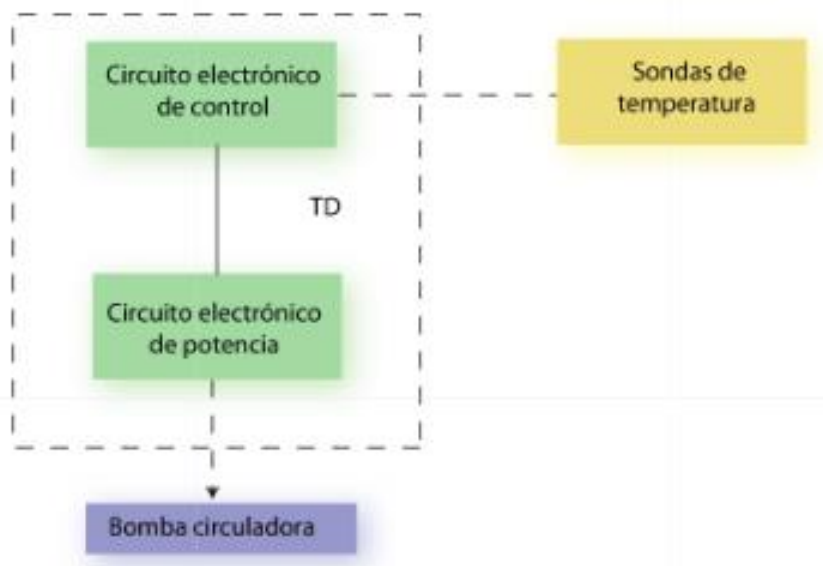 Circuito electrónico
de control
Sondas de
temperatura
TD
Circuito electrónico
de potencia
Bomba circuladora